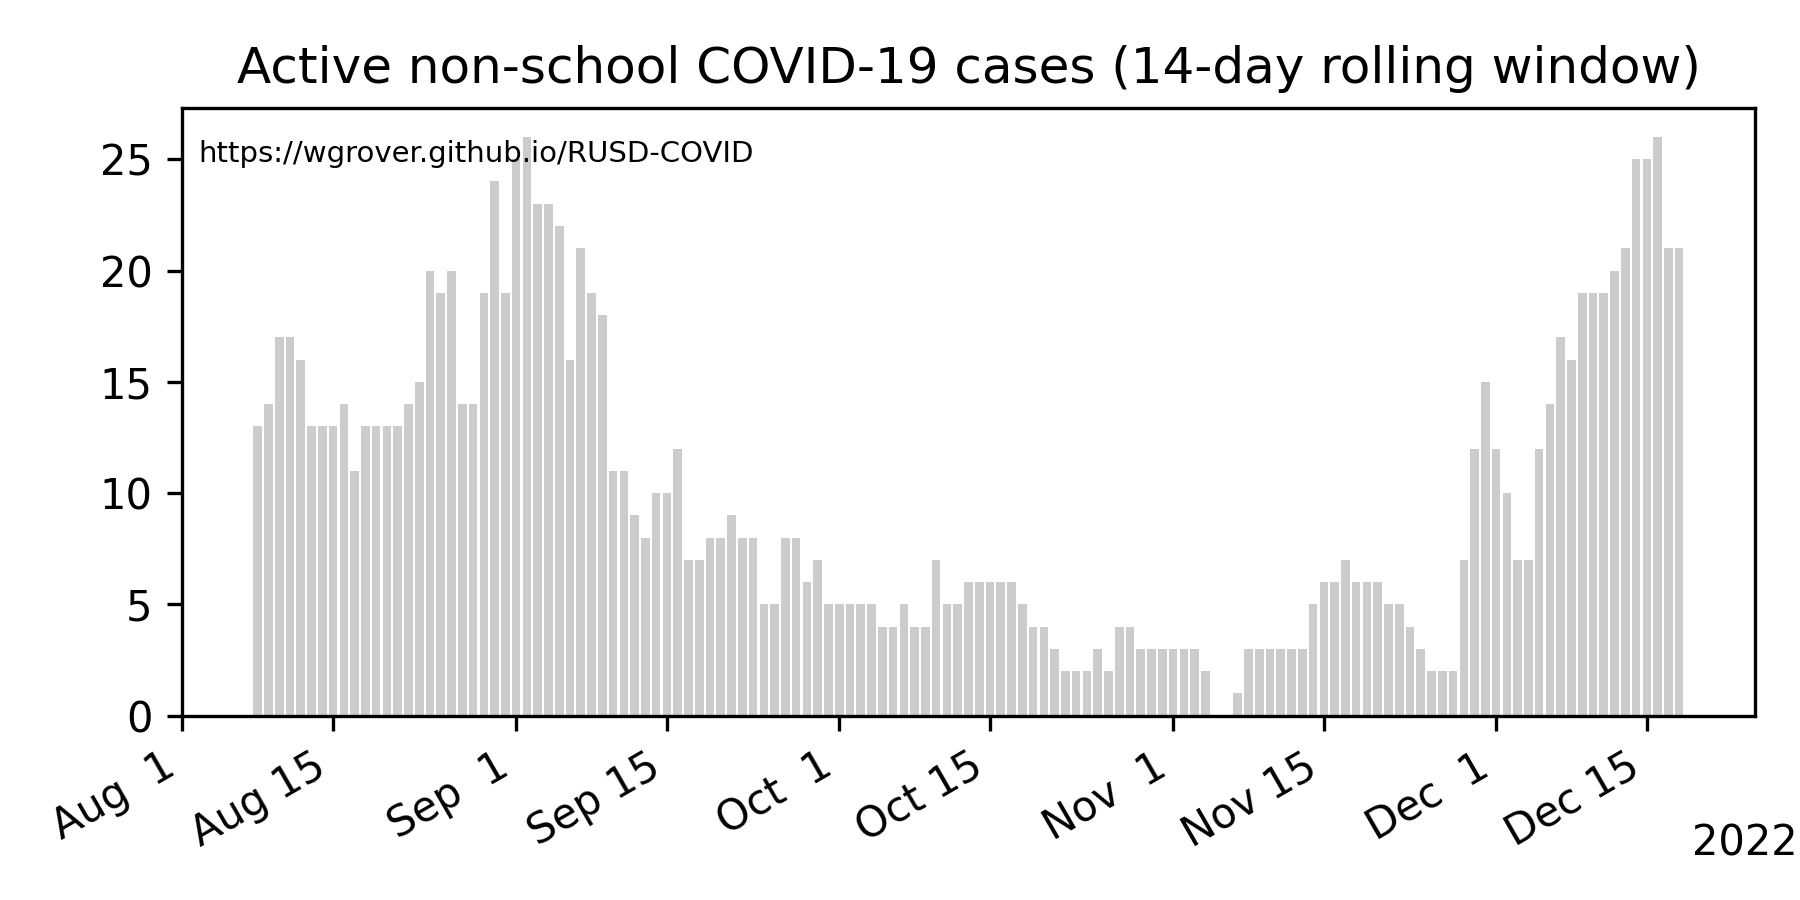 Active non-school COVID-19 cases (14-day rolling window)
https://wgrover.github.io/RUSD-COVID
25
20
15
10
5
0
Aug 1
Aug 15
Sep 1
Sep 15
Oct 1
Oct 15
Nov 1
Nov 15
Dec 1
Dec 15
2022